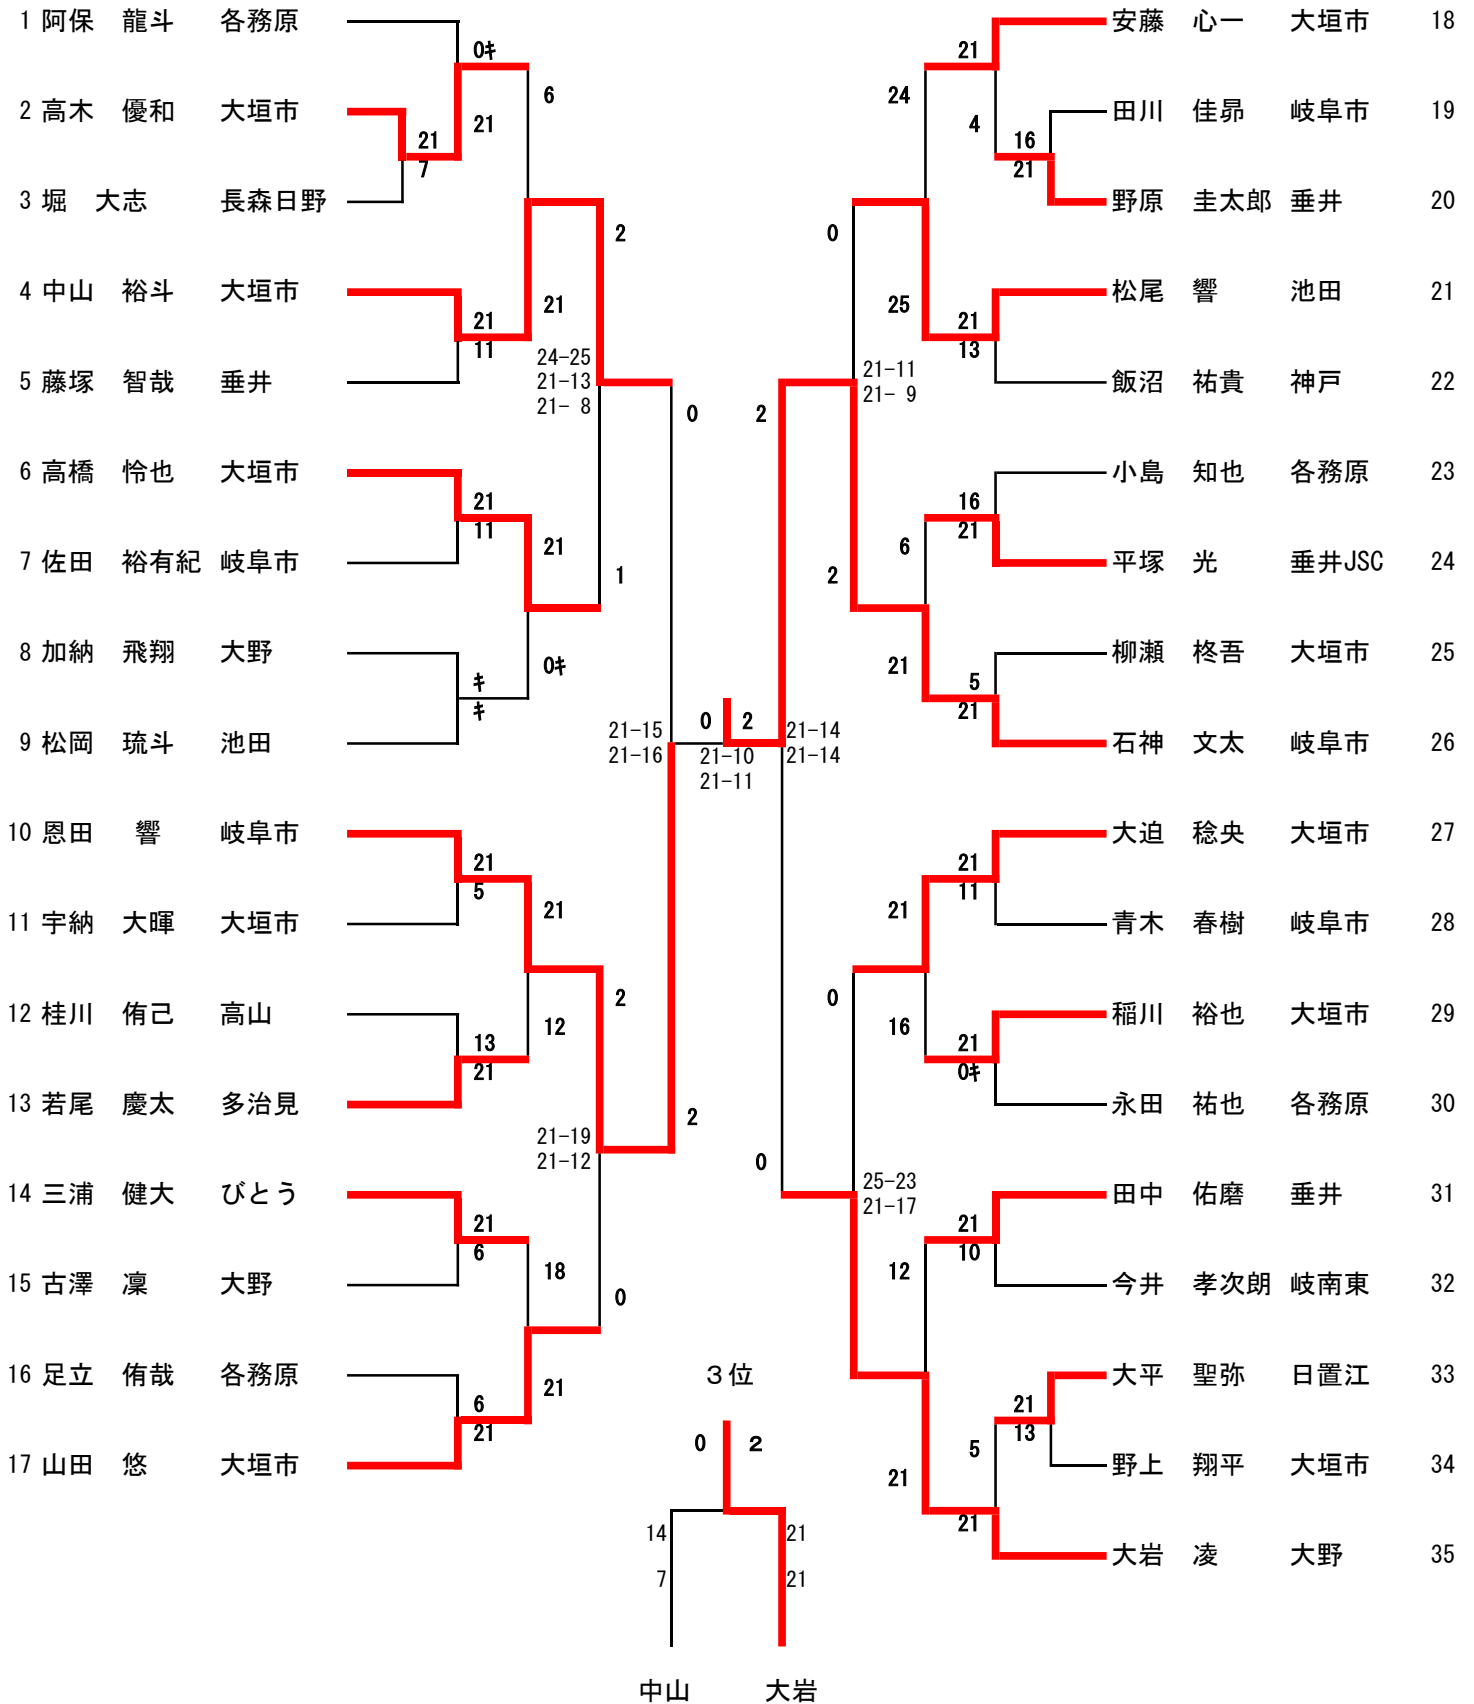 1 阿保 龍斗 各務原
2 高木 優和 大垣市
3 堀 大志 長森日野
4 中山 裕斗 大垣市
5 藤塚 智哉 垂井
6 高橋 怜也 大垣市
7 佐田 裕有紀 岐阜市
8 加納 飛翔 大野
9 松岡 琉斗 池田
10 恩田 響 岐阜市
11 宇納 大暉 大垣市
12 桂川 侑己 高山
13 若尾 慶太 多治見
14 三浦 健大 びとう
15 古澤 凜 大野
16 足立 侑哉 各務原
17 山田 悠 大垣市
0ｷ
21
21
7
6
21
21
11
2
24-25
21-13
21- 8
21
11
21
1
0ｷ
ｷ
ｷ
0
21-15
21-16
21
5
21
2
12
13
21
21-19
21-12
2
21
6
18
0
21
6
21
0 2
21-10
21-11
安藤 心一 大垣市 18
田川 佳昴 岐阜市 19
野原 圭太郎 垂井 20
松尾 響 池田 21
飯沼 祐貴 神戸 22
小島 知也 各務原 23
平塚 光 垂井JSC 24
柳瀬 柊吾 大垣市 25
石神 文太 岐阜市 26
大迫 稔央 大垣市 27
青木 春樹 岐阜市 28
稲川 裕也 大垣市 29
永田 祐也 各務原 30
田中 佑磨 垂井 31
今井 孝次朗 岐南東 32
大平 聖弥 日置江 33
野上 翔平 大垣市 34
大岩 凌 大野 35
21
24
4
16
21
0
25
21
13
21-11
21- 9
2
16
21
6
2
21
5
21
21-14
21-14
21
11
21
0
16
21
0ｷ
0
25-23
21-17
21
10
12
21
13
5
21
21
３位
0 2
14 21
7 21
中山 大岩